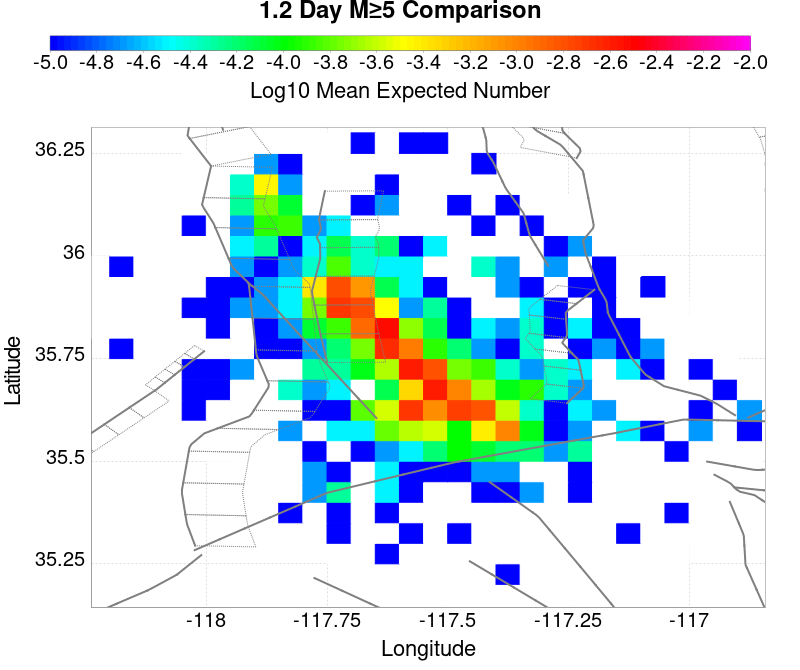 1.2 Day M≥5 Comparison
-5.0 -4.8 -4.6 -4.4 -4.2 -4.0 -3.8 -3.6 -3.4 -3.2 -3.0 -2.8 -2.6 -2.4 -2.2 -2.0
Log10 Mean Expected Number
36.25
36
35.75
35.5
35.25
Latitude
-118 -117.75 -117.5 -117.25 -117
Longitude